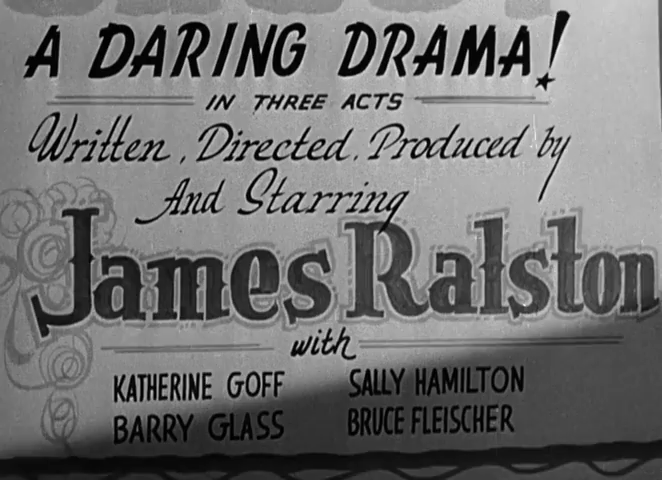 A DARING DRAMA!
IN THREE ACTS
Written, Directed, Produced by
And Starring
James Ralston
with
KATHERINE GOFF SALLY HAMILTON
BARRY GLASS BRUCE FLEISCHER